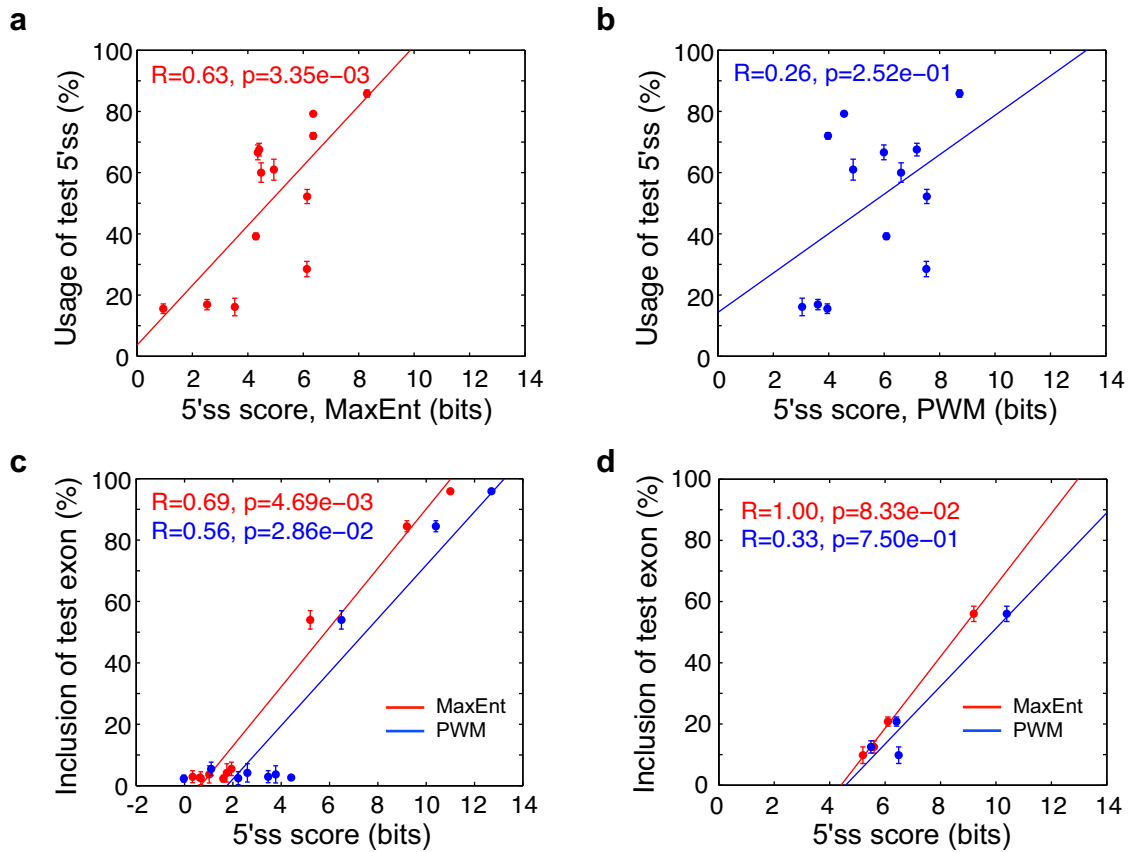 a
Usage of test 5'ss (%)
100
80
60
40
20
0
R=0.63, p=3.35e-03
0 2 4 6 8 10 12 14
5'ss score, MaxEnt (bits)
b
Usage of test 5'ss (%)
100
80
60
40
20
0
R=0.26, p=2.52e-01
0 2 4 6 8 10 12 14
5'ss score, PWM (bits)
c
Inclusion of test exon (%)
100
80
60
40
20
0
R=0.69, p=4.69e-03
R=0.56, p=2.86e-02
MaxEnt
PWM
-2 0 2 4 6 8 10 12 14
5'ss score (bits)
d
Inclusion of test exon (%)
100
80
60
40
20
0
R=1.00, p=8.33e-02
R=0.33, p=7.50e-01
MaxEnt
PWM
0 2 4 6 8 10 12 14
5'ss score (bits)